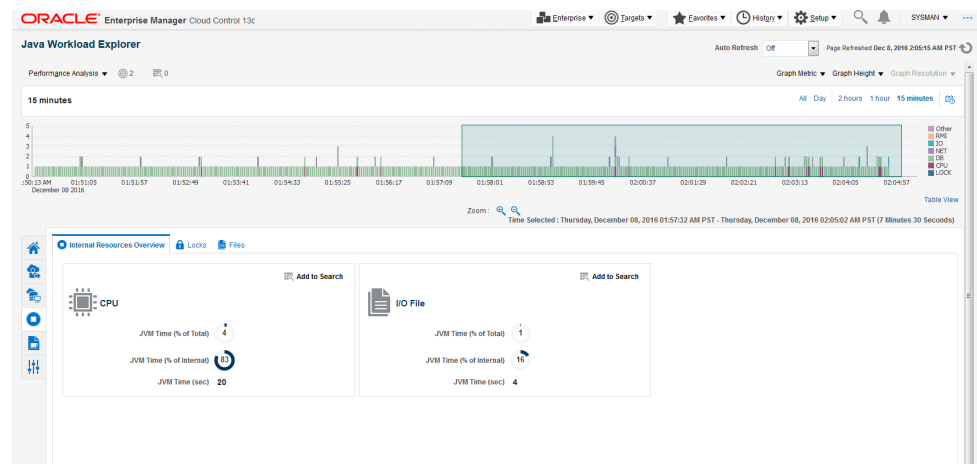 ORACLE Enterprise Manager Cloud Control 13c
Enterprise Targets Favorites History Setup SYSMAN
Java Workload Explorer
Auto Refresh Off Page Refreshed Dec 8, 2016 2:05:15 AM PST
Performance Analysis 2 0
Graph Metric Graph Height Graph Resolution
15 minutes
All Day 2 hours 1 hour 15 minutes
5
4
3
2
1
0
Other
RMI
IO
NET
DB
CPU
LOCK
:50:13 AM 01:51:05 01:51:57 01:52:49 01:53:41 01:54:33 01:55:25 01:56:17 01:57:09 01:58:01 01:58:53 01:59:45 02:00:37 02:01:29 02:02:21 02:03:13 02:04:05 02:04:57
December 08 2016
Table View
Zoom:
Time Selected : Thursday, December 08, 2016 01:57:32 AM PST - Thursday, December 08, 2016 02:05:02 AM PST (7 Minutes 30 Seconds)
Internal Resources Overview Locks Files
Add to Search
CPU
JVM Time (% of Total) 4
JVM Time (% of Internal) 83
JVM Time (sec) 20
Add to Search
I/O File
JVM Time (% of Total) 1
JVM Time (% of Internal) 16
JVM Time (sec) 4